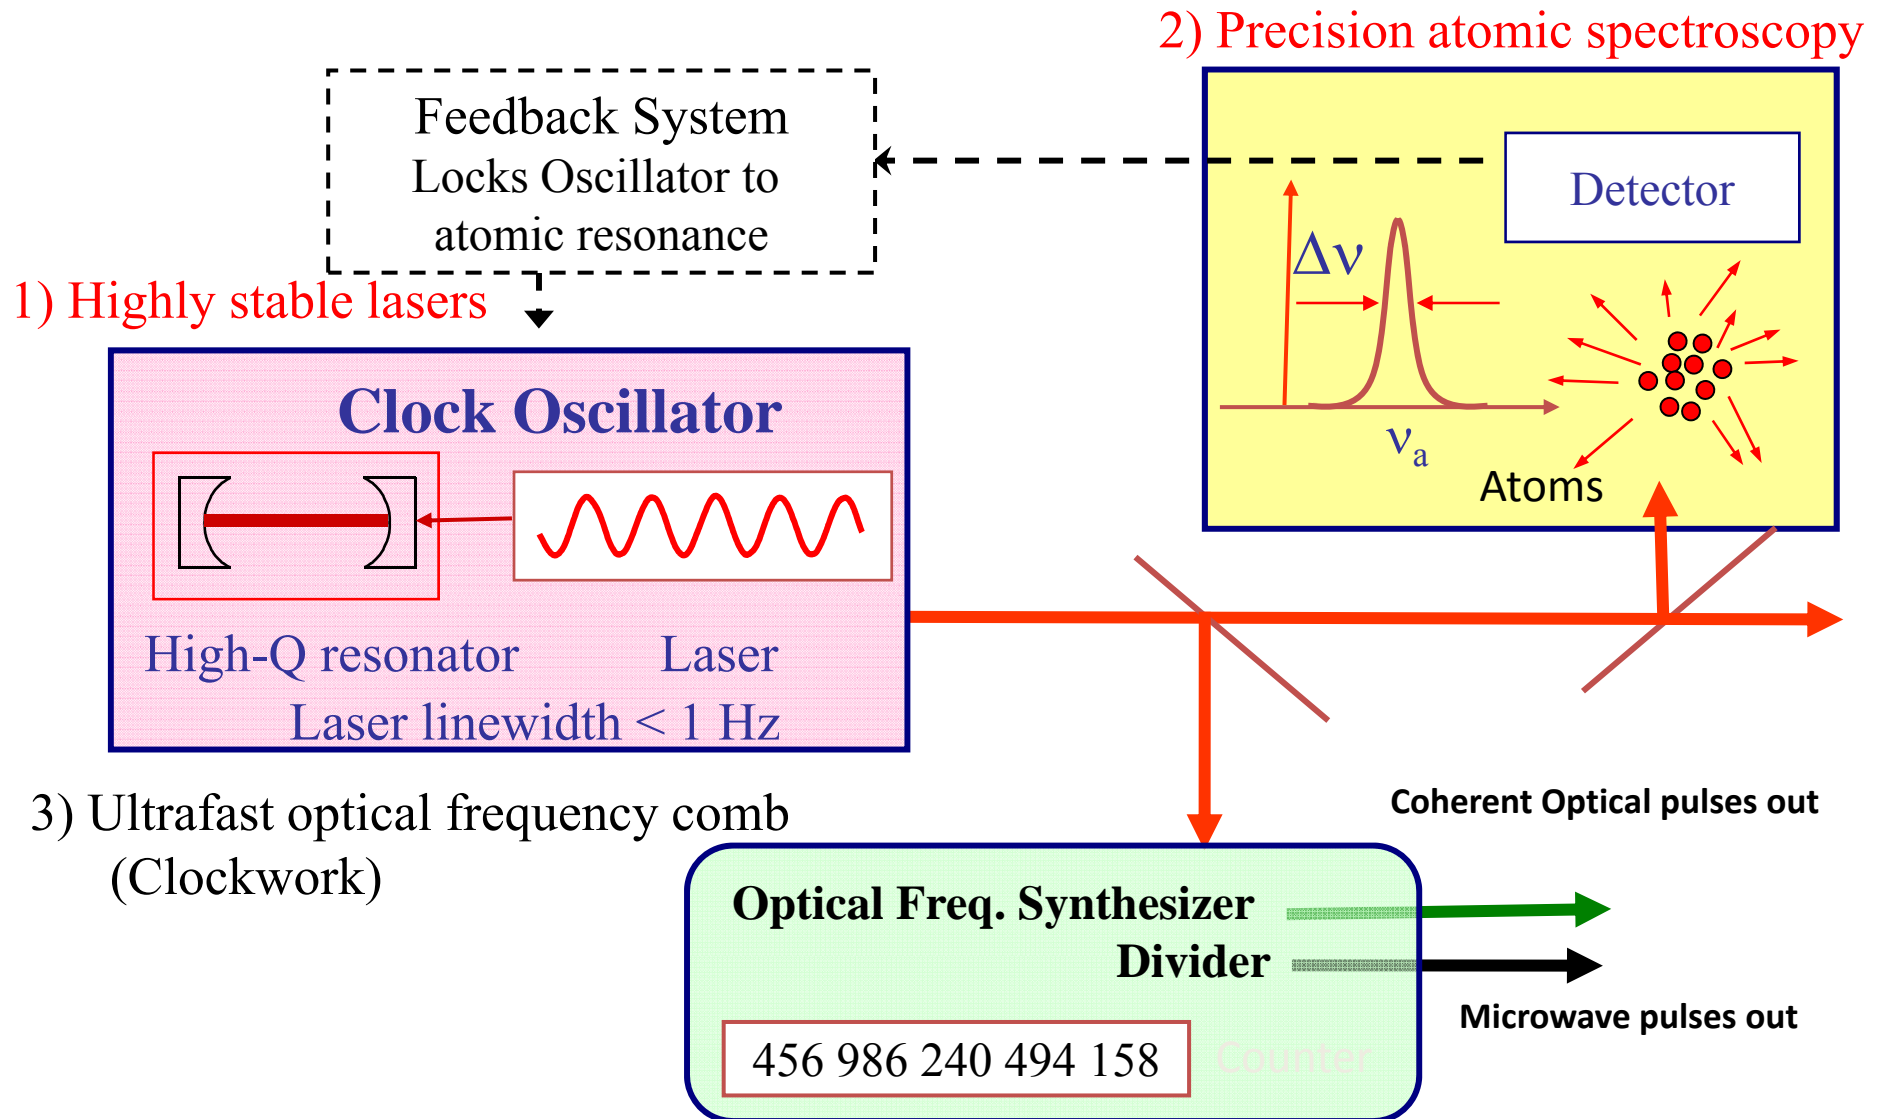 2) Precision atomic spectroscopy
Feedback System
Locks Oscillator to
atomic resonance
Detector
Δν
ν_a
Atoms
1) Highly stable lasers
Clock Oscillator
High-Q resonator
Laser
Laser linewidth < 1 Hz
3) Ultrafast optical frequency comb
(Clockwork)
Coherent Optical pulses out
Optical Freq. Synthesizer
Divider
Microwave pulses out
456 986 240 494 158
Counter